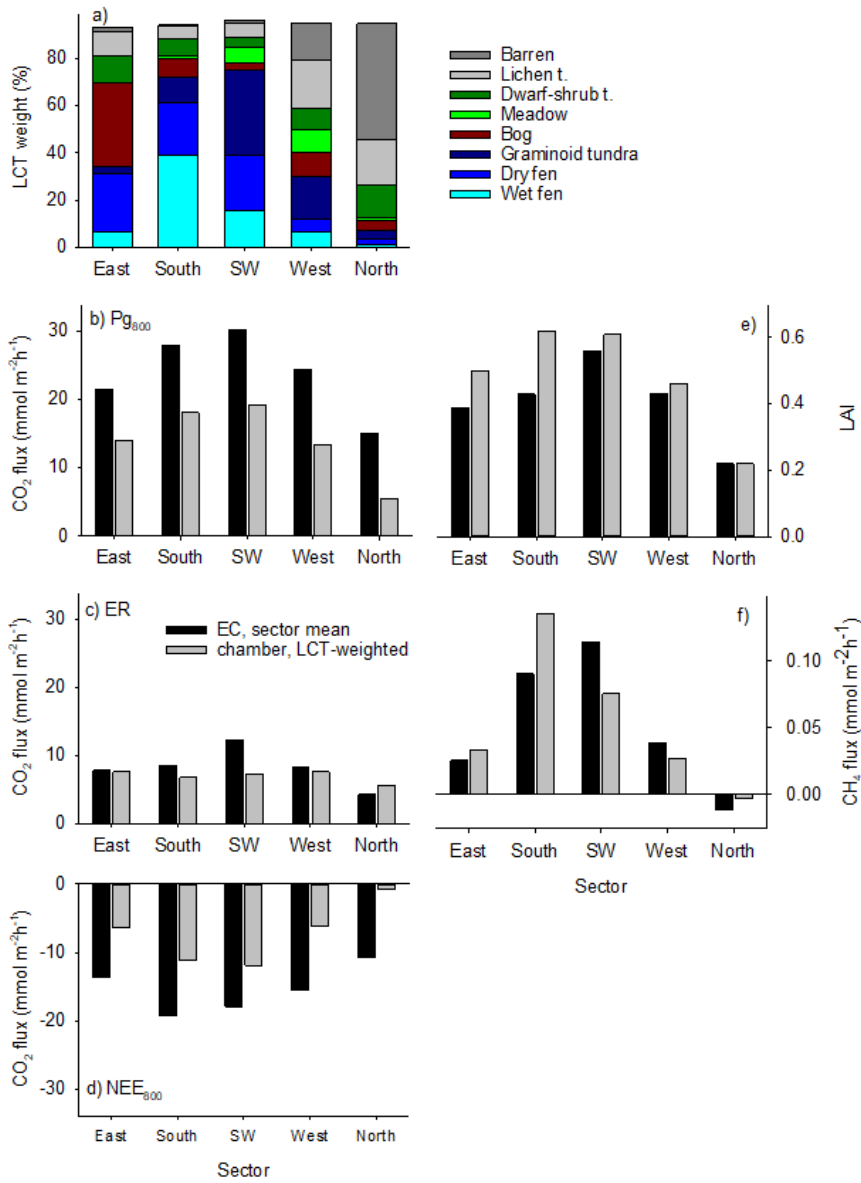 a)
LCT weight (%)
80
60
40
20
0
East South SW West North
Barren
Lichen t.
Dwarf-shrub t.
Meadow
Bog
Graminoid tundra
Dry fen
Wet fen
b) Pg₈₀₀
CO₂ flux (mmol m⁻²h⁻¹)
30
20
10
0
East South SW West North
e)
LAI
0.6
0.4
0.2
0.0
East South SW West North
c) ER
EC, sector mean
chamber, LCT-weighted
CO₂ flux (mmol m⁻²h⁻¹)
30
20
10
0
East South SW West North
f)
CH₄ flux (mmol m⁻²h⁻¹)
0.10
0.05
0.00
East South SW West North
Sector
CO₂ flux (mmol m⁻²h⁻¹)
0
-10
-20
-30
d) NEE₈₀₀
East South SW West North
Sector